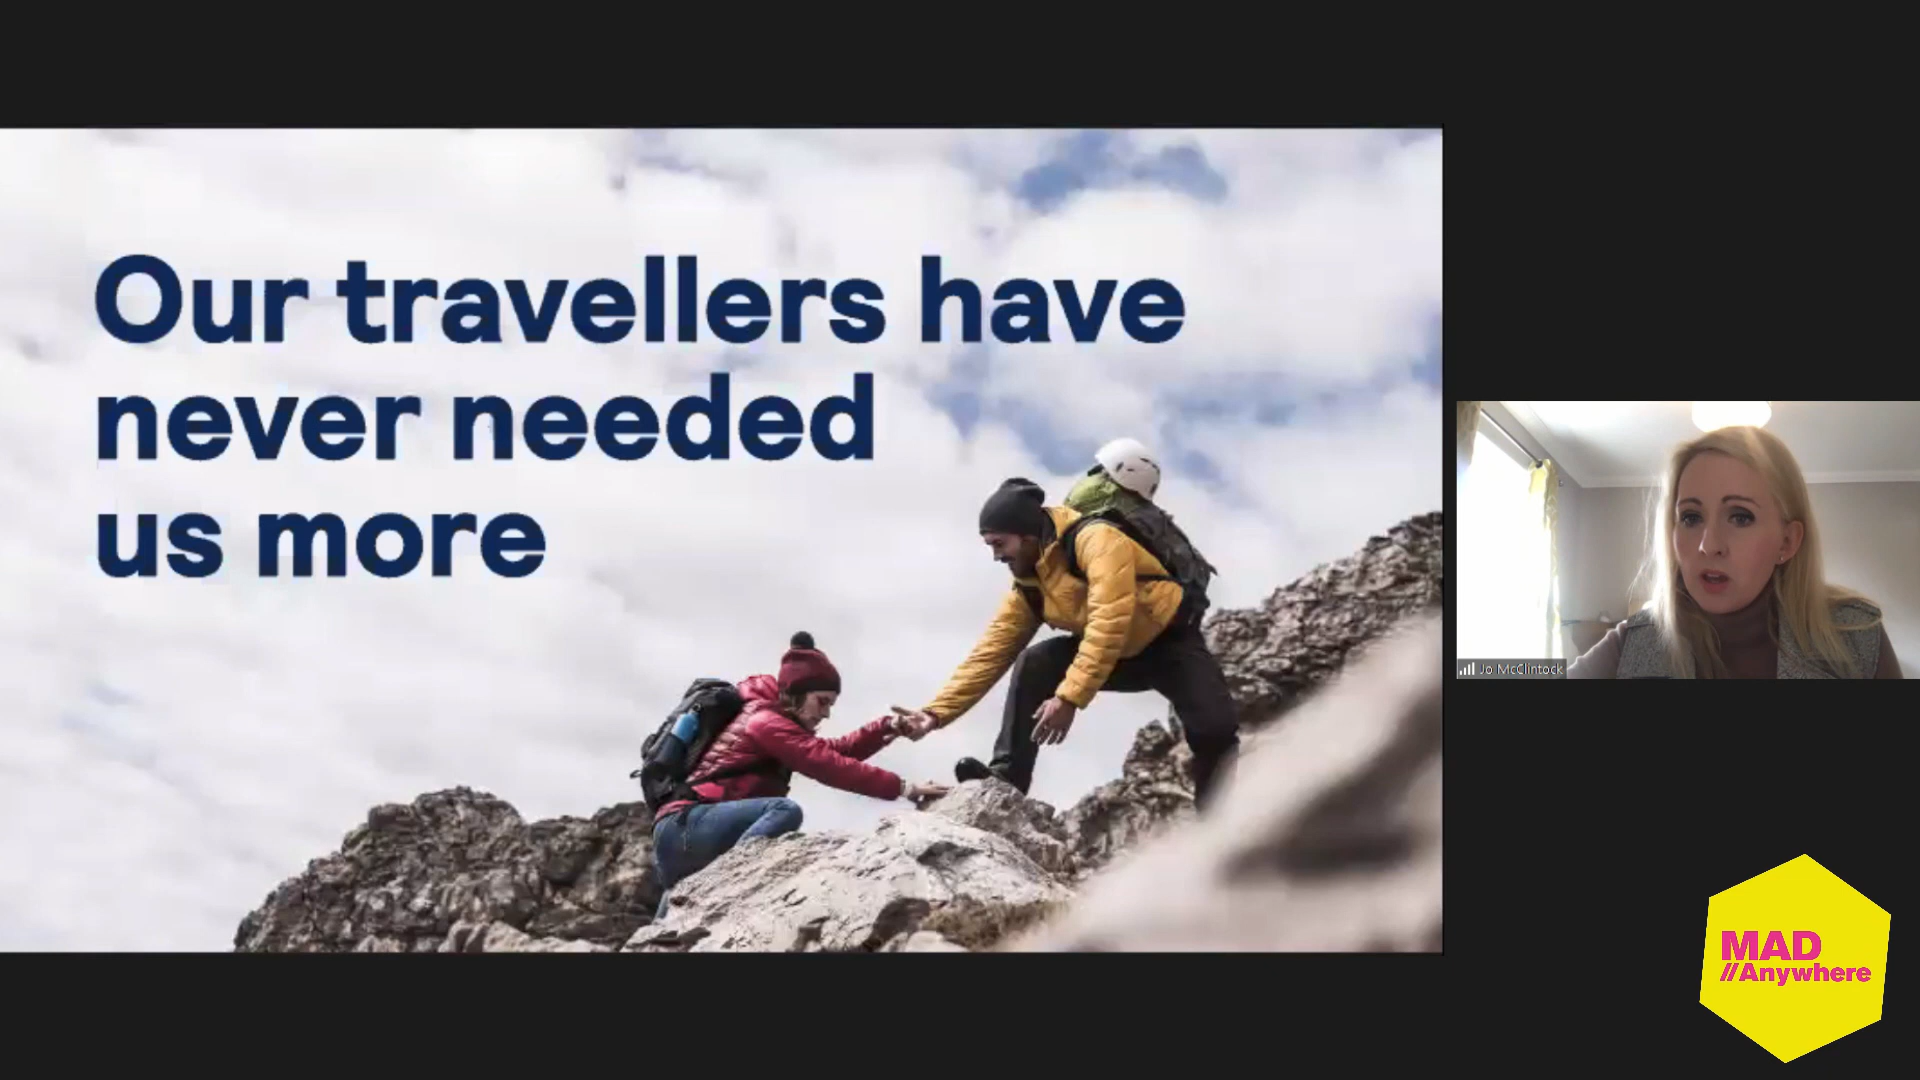 Our travellers have
never needed
us more
Jo McClintock
MAD
//Anywhere